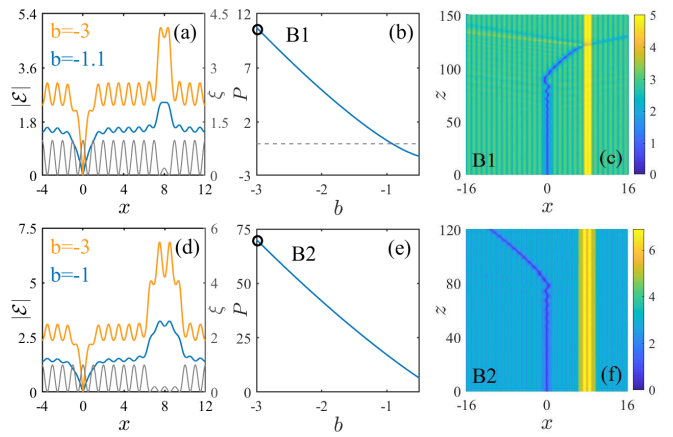 5.4
3.6
1.8
0
|ℰ|
b=-3
b=-1.1
(a)
4.5
3
1.5
0
ξ
-4 0 4 8 12
x
12
7
2
-3
P
B1
(b)
-3 -2 -1
b
150
100
50
0
z
B1
(c)
-16 0 16
x
5
4
3
2
1
0
7.5
5
2.5
0
|ℰ|
b=-3
b=-1
(d)
6
4
2
0
ξ
-4 0 4 8 12
x
75
50
25
0
P
B2
(e)
-3 -2 -1
b
120
80
40
0
z
B2
(f)
-16 0 16
x
6
4
2
0